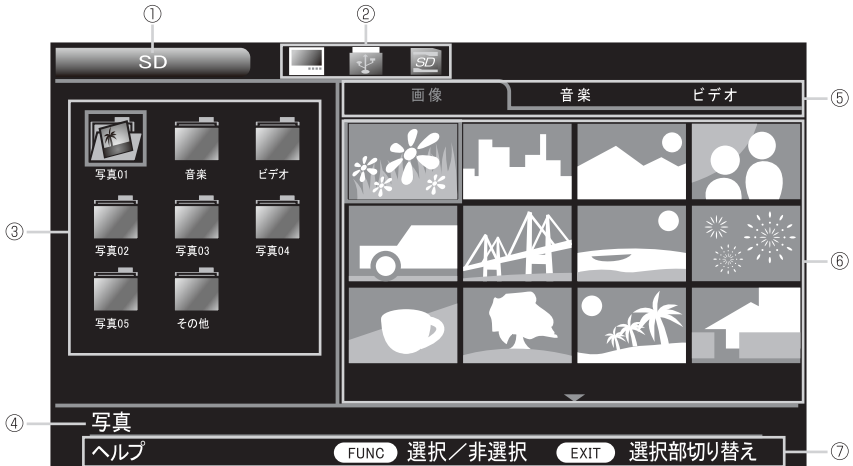 ① ②
SD SD
画像 音楽 ビデオ ⑤
写真01 音楽 ビデオ
③ 写真02 写真03 写真04 ⑥
写真05 その他
④ 写真
ヘルプ FUNC 選択／非選択 EXIT 選択部切り替え ⑦